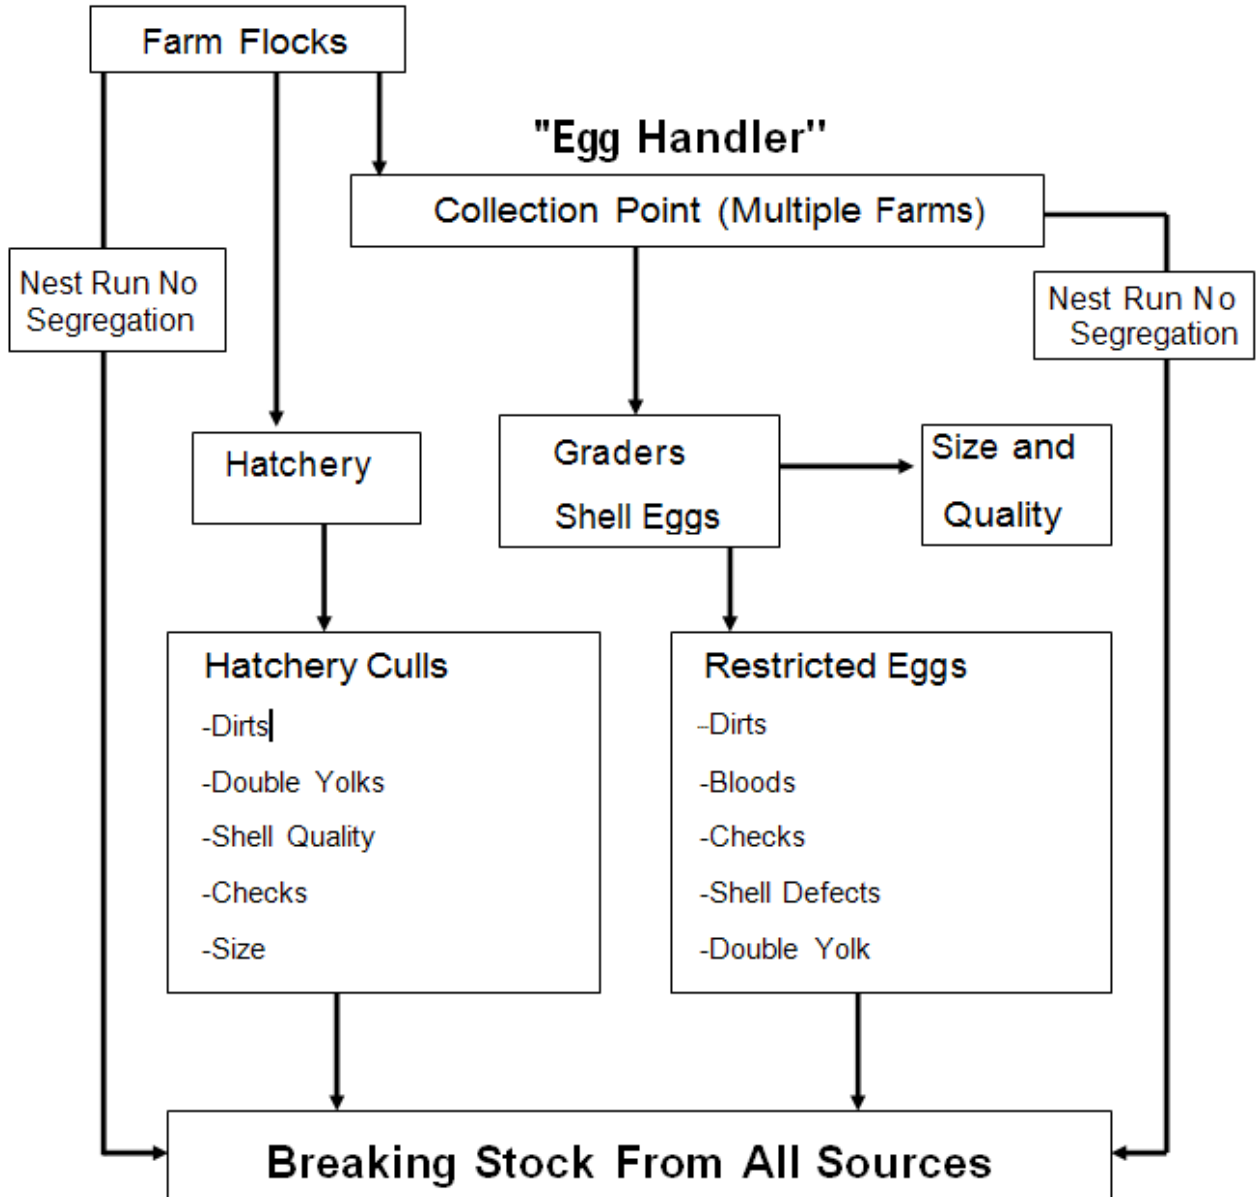 Farm Flocks
"Egg Handler''
Collection Point (Multiple Farms)
Nest Run No
Segregation
Nest Run No
Segregation
Hatchery
Graders
Shell Eggs
Size and
Quality
Hatchery Culls
-Dirts
-Double Yolks
-Shell Quality
-Checks
-Size
Restricted Eggs
-Dirts
-Bloods
-Checks
-Shell Defects
-Double Yolk
Breaking Stock From All Sources